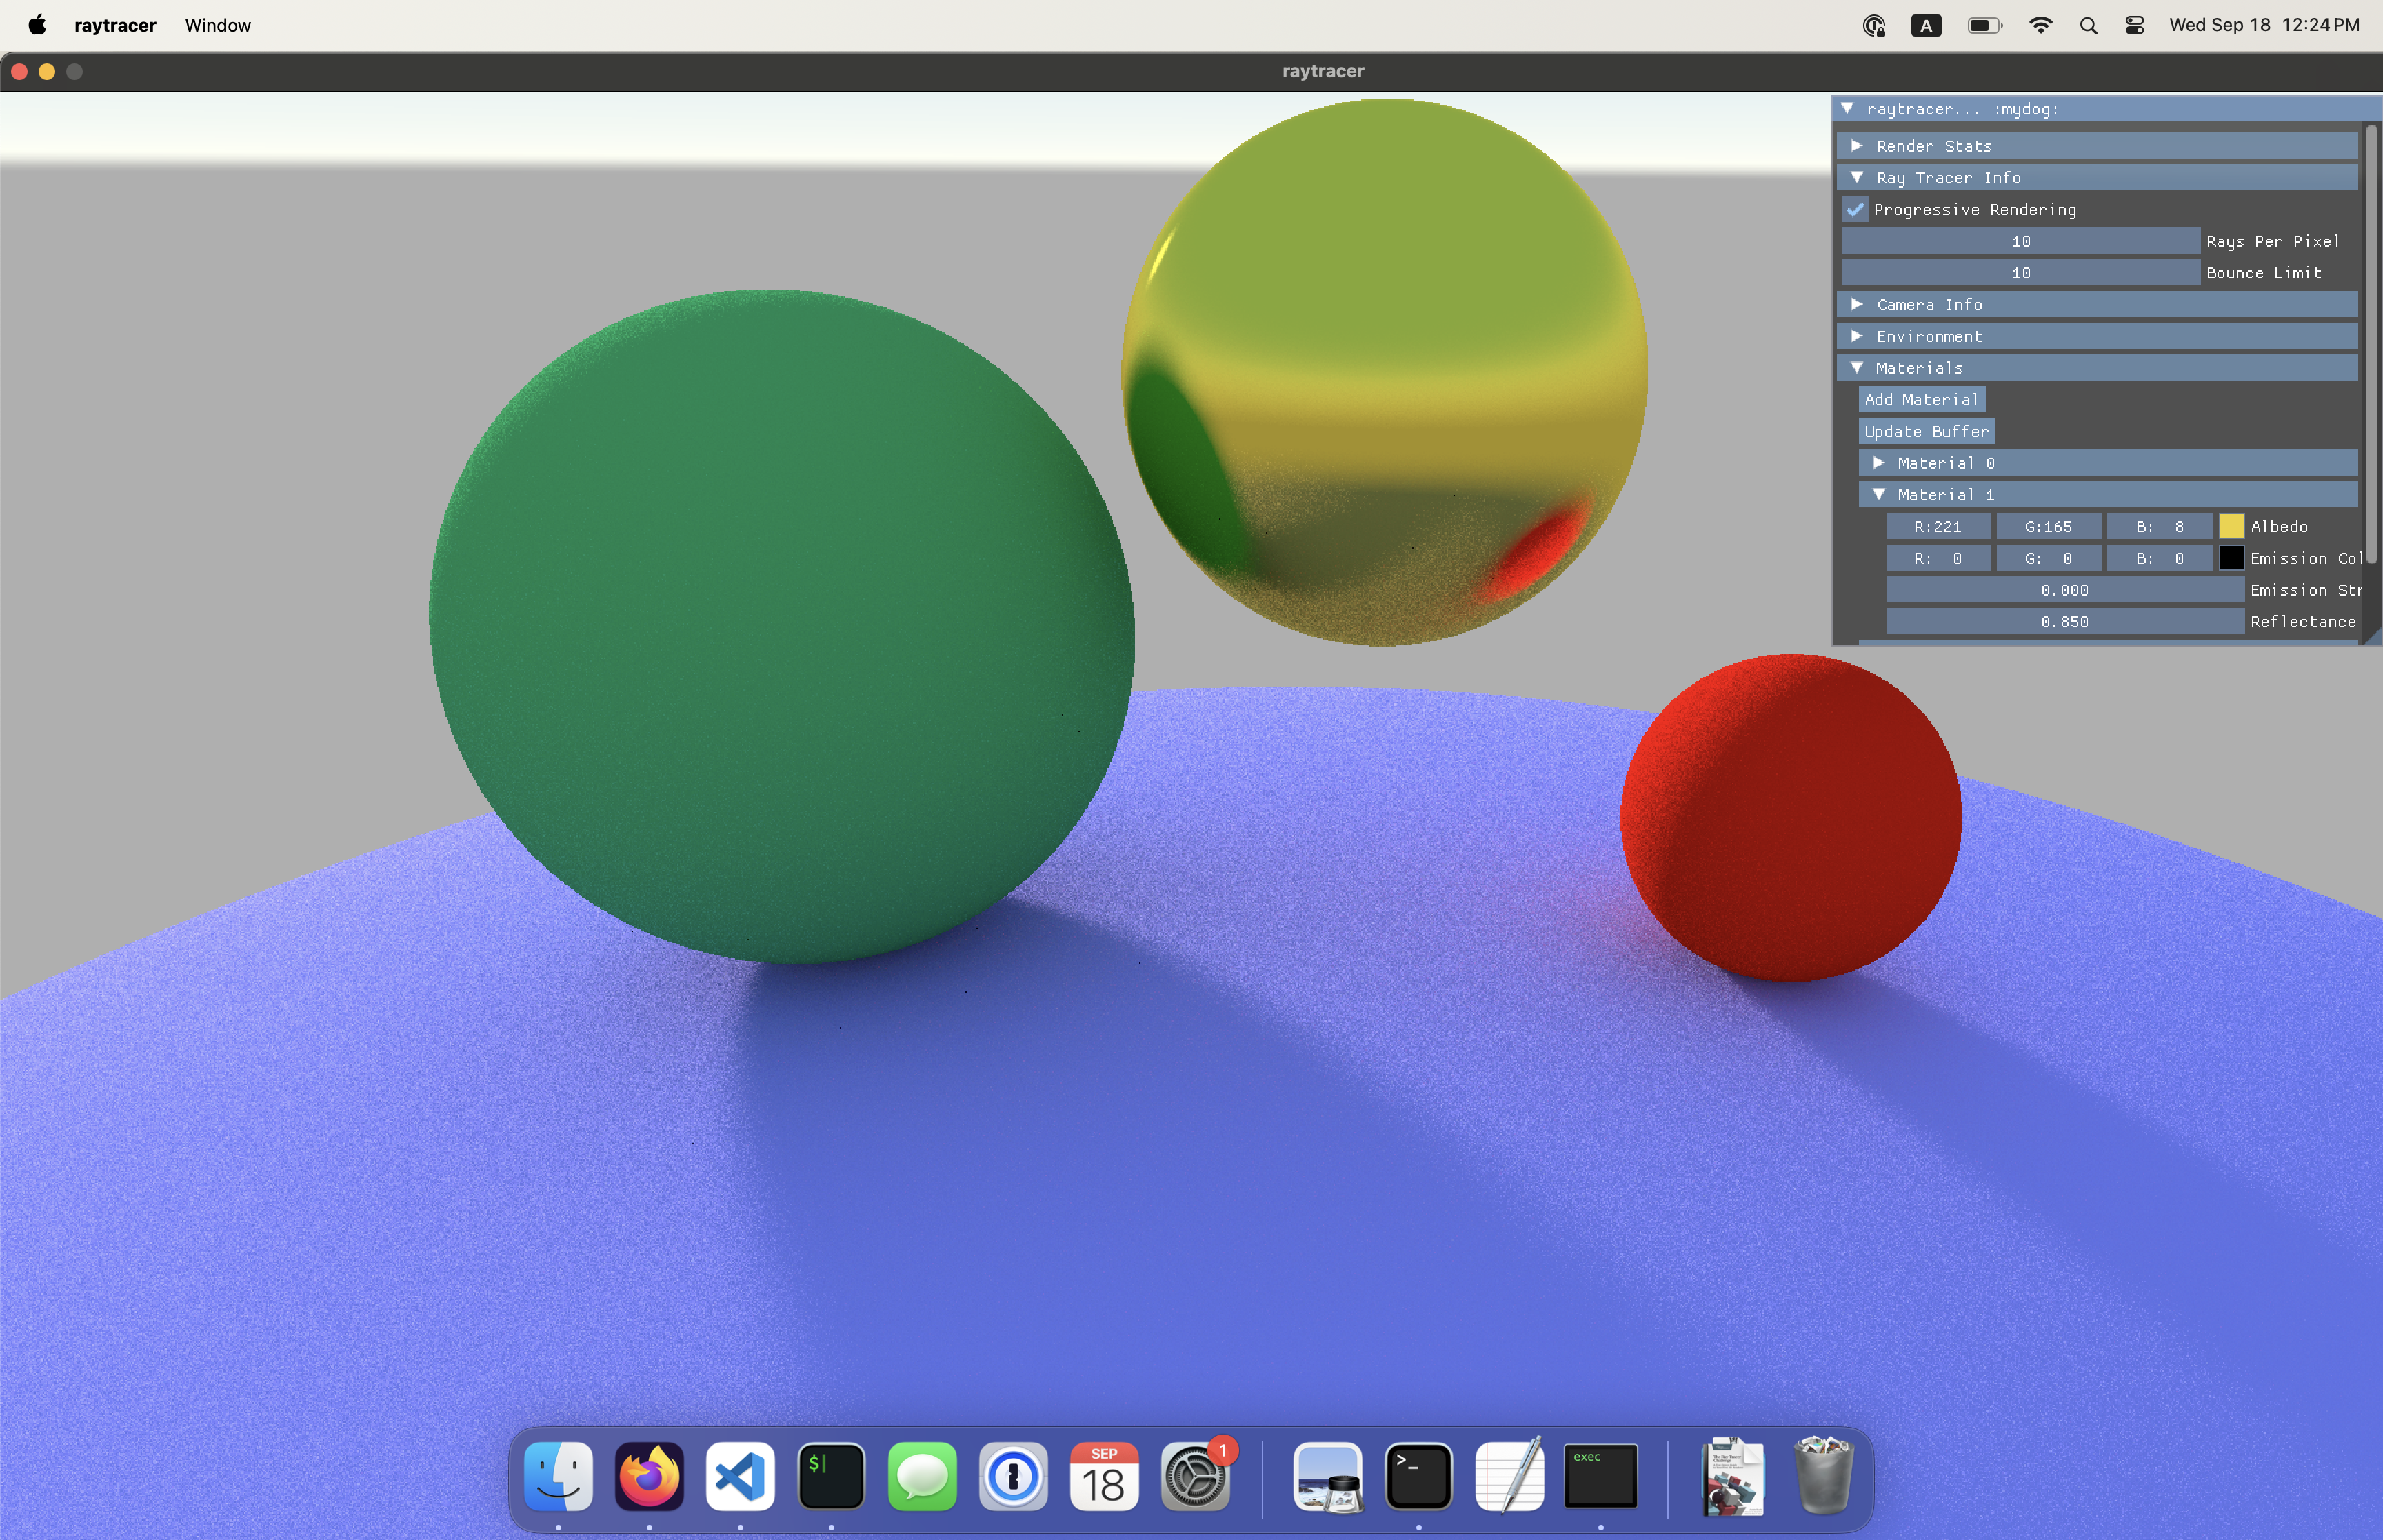 raytracer Window A Wed Sep 18 12:24 PM
raytracer
raytracer... :mydog:
Render Stats
Ray Tracer Info
Progressive Rendering
10 Rays Per Pixel
10 Bounce Limit
Camera Info
Environment
Materials
Add Material
Update Buffer
Material 0
Material 1
R:221 G:165 B: 8 Albedo
R: 0 G: 0 B: 0 Emission Col
0.000 Emission Str
0.850 Reflectance
$
SEP
18
1
>_
exec